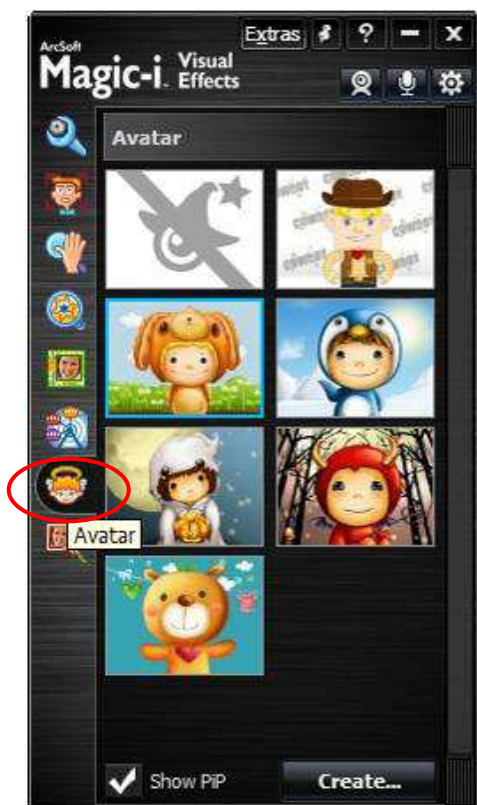 Extras ? 
ArcSoft
Magic-i Visual Effects
Avatar
Avatar
Show PiP
Create...